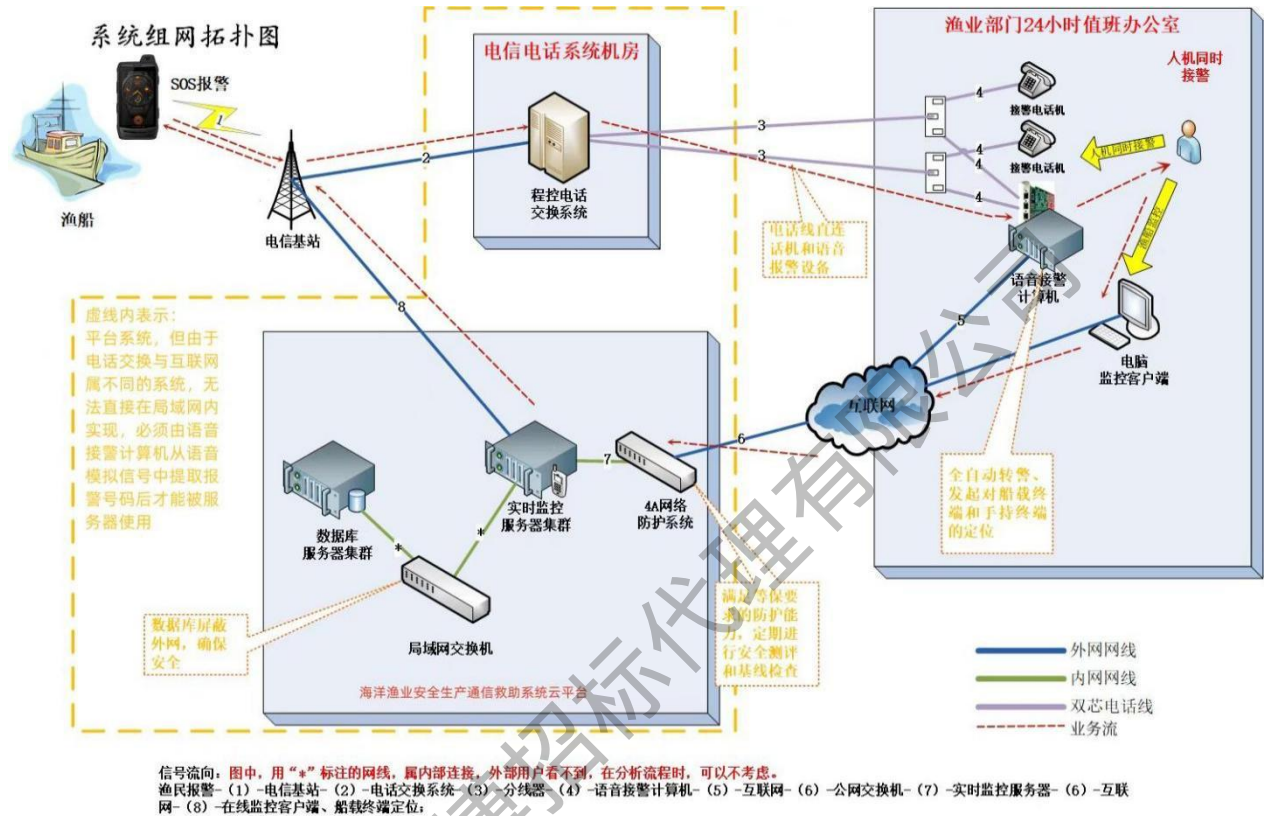 系统组网拓扑图
SOS报警
渔船
1
电信基站
2
电信电话系统机房
程控电话
交换系统
3
3
渔业部门24小时值班办公室
人机同时
接警
4
接警电话机
4
接警电话机
4
4
人机同时接警
渔船监控
语音接警
计算机
电脑
监控客户端
电话线直连
话机和语音
报警设备
8
5
虚线内表示:
平台系统，但由于
电话交换与互联网
属不同的系统，无
法直接在局域网内
实现，必须由语音
接警计算机从语音
模拟信号中提取报
警号码后才能被服
务器使用
互联网
6
7
实时监控
服务器集群
4A网络
防护系统
数据库
服务器集群
*
*
局域网交换机
全自动转警、
发起对船载终
端和手持终端
的定位
数据库屏蔽
外网，确保
安全
满足等保要
求的防护能
力，定期进
行安全测评
和基线检查
海洋渔业安全生产通信救助系统云平台
外网网线
内网网线
双芯电话线
业务流
信号流向：图中，用“*”标注的网线，属内部连接，外部用户看不到，在分析流程时，可以不考虑。
渔民报警-（1）-电信基站-（2）-电话交换系统-（3）-分线器-（4）-语音接警计算机-（5）-互联网-（6）-公网交换机-（7）-实时监控服务器-（6）-互联
网-（8）-在线监控客户端、船载终端定位;
招标代理有限公司